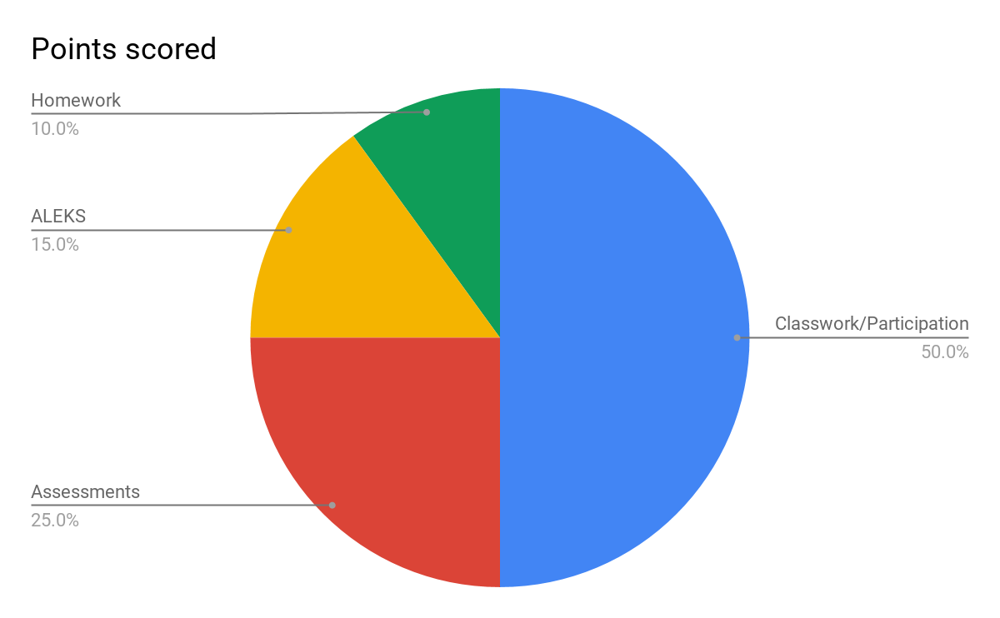 Points scored
Homework
10.0%
ALEKS
15.0%
Classwork/Participation
50.0%
Assessments
25.0%